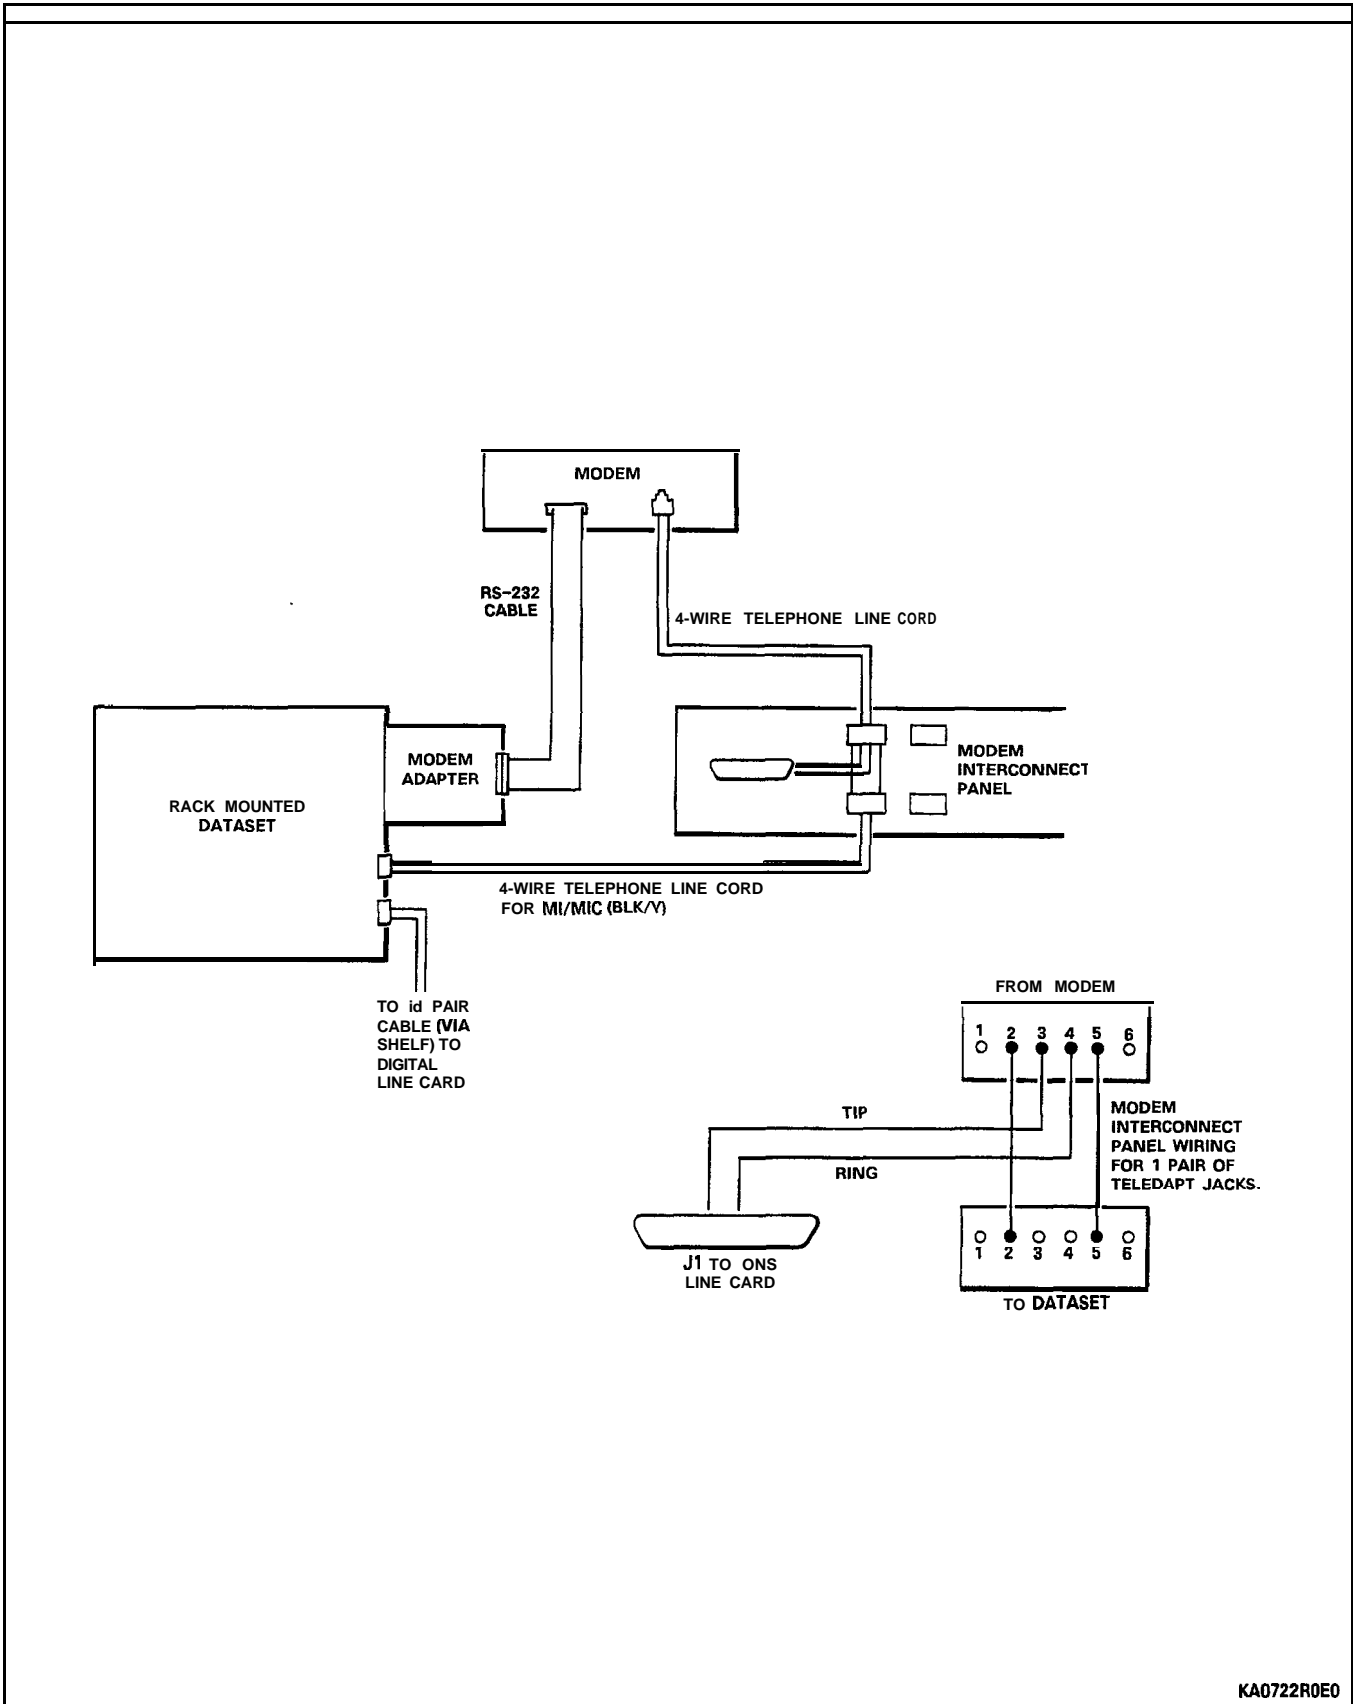 MODEM
RS-232
CABLE
4-WIRE TELEPHONE LINE CORD
MODEM
ADAPTER
MODEM
INTERCONNECT
PANEL
RACK MOUNTED
DATASET
4-WIRE TELEPHONE LINE CORD
FOR MI/MIC (BLK/Y)
TO id PAIR
CABLE (VIA
SHELF) TO
DIGITAL
LINE CARD
FROM MODEM
1 2 3 4 5 6
TIP
RING
MODEM
INTERCONNECT
PANEL WIRING
FOR 1 PAIR OF
TELEDAPT JACKS.
J1 TO ONS
LINE CARD
1 2 3 4 5 6
TO DATASET
KA0722R0E0